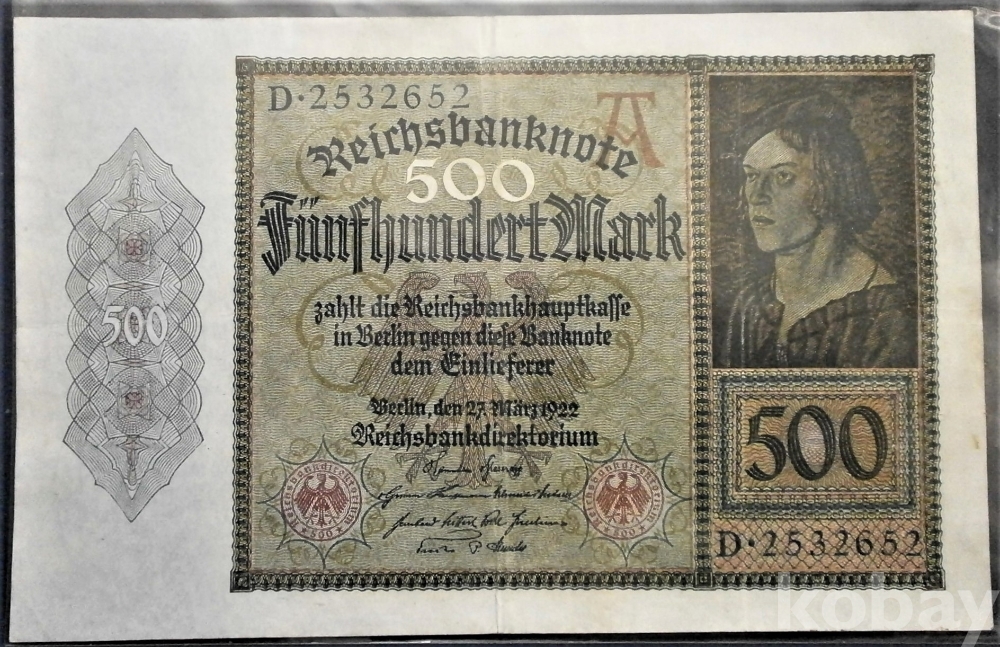 D·2532652
A
Reichsbanknote
500
Fünfhundert Mark
zahlt die Reichsbankhauptkasse
in Berlin gegen diese Banknote
dem Einlieferer
Berlin, den 27. März 1922
Reichsbankdirektorium
500
500
D·2532652
kobay